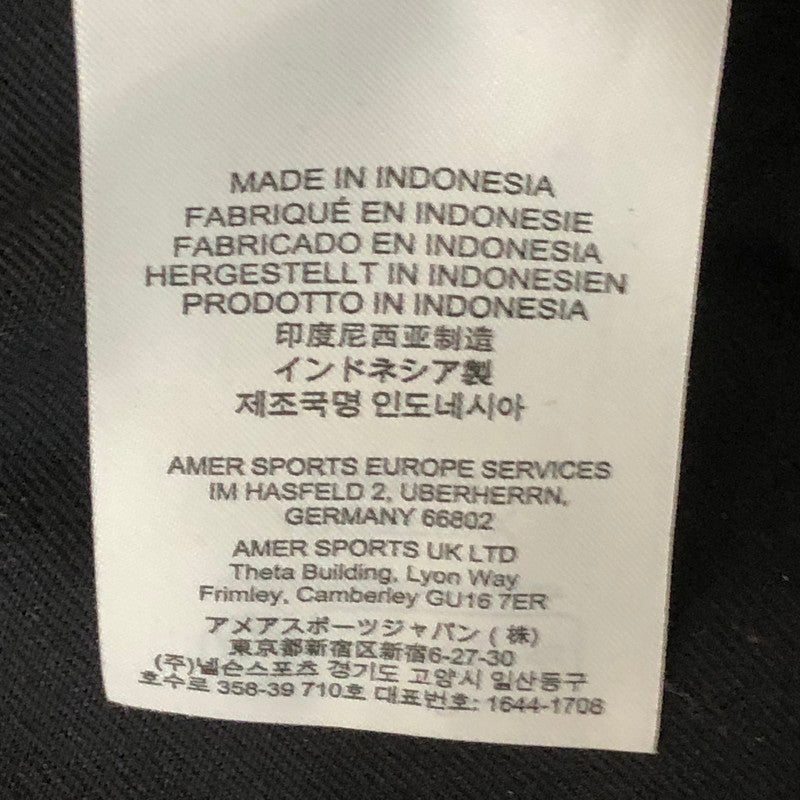 MADE IN INDONESIA
FABRIQUÉ EN INDONESIE
FABRICADO EN INDONESIA
HERGESTELLT IN INDONESIEN
PRODOTTO IN INDONESIA
印度尼西亚制造
インドネシア製
제조국명 인도네시아
AMER SPORTS EUROPE SERVICES
IM HASFELD 2, UBERHERRN,
GERMANY 66802
AMER SPORTS UK LTD
Theta Building, Lyon Way
Frimley, Camberley GU16 7ER
アメアスポーツジャパン (株)
東京都新宿区新宿6-27-30
(주)넬슨스포츠 경기도 고양시 일산동구
호수로 358-39 710호 대표번호: 1644-1708